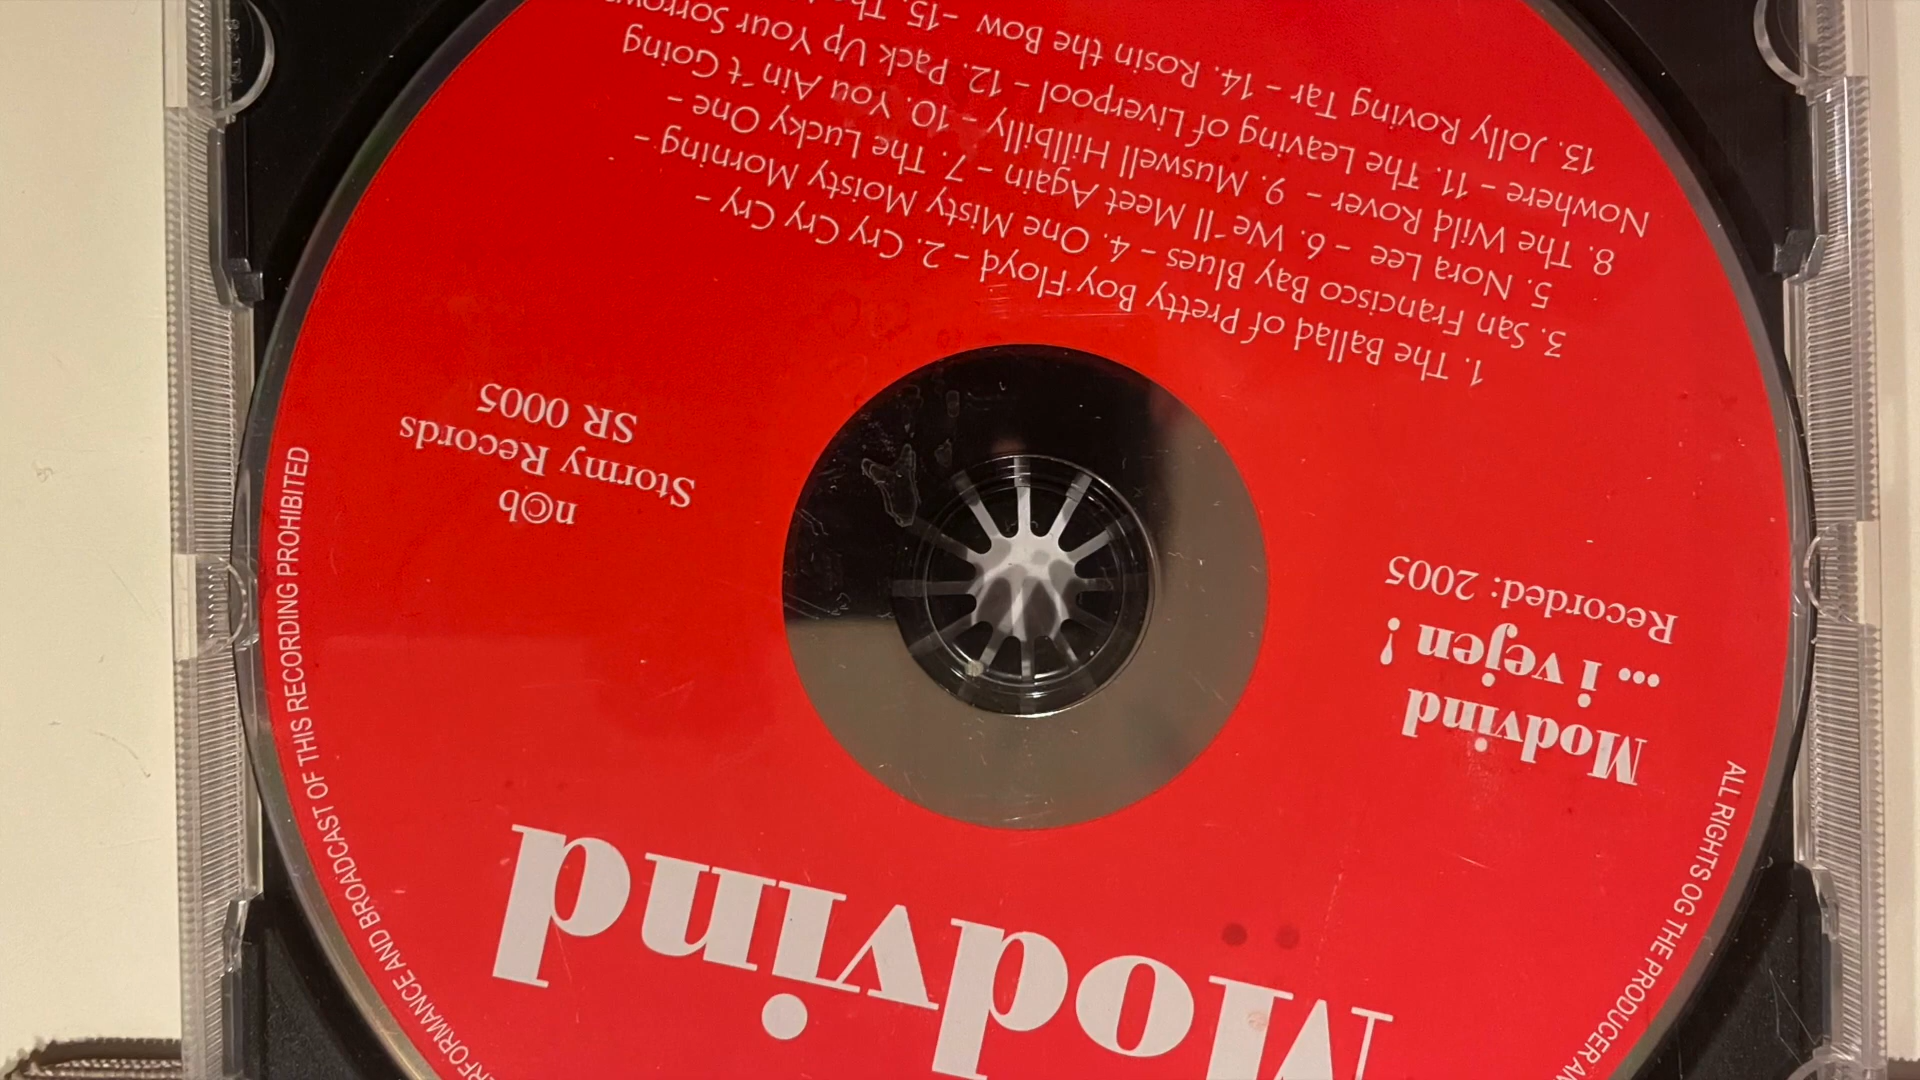 Modvind
Modvind
... i vejen !
Recorded: 2005
n©b
Stormy Records
SR 0005
1. The Ballad of Pretty Boy Floyd - 2. Cry Cry Cry Cry -
3. San Francisco Bay Blues - 4. One Misty Moisty Morning -
5. Nora Lee - 6. We´ll Meet Again - 7. The Lucky One -
8. The Wild Rover - 9. Muswell Hillbilly - 10. You Ain´t Going
Nowhere - 11. The Leaving of Liverpool - 12. Pack Up Your
13. Jolly Roving Tar - 14. Rosin the Bow - 15.
ALL RIGHTS OG THE PRODUCER
AND BROADCAST OF THIS RECORDING PROHIBITED